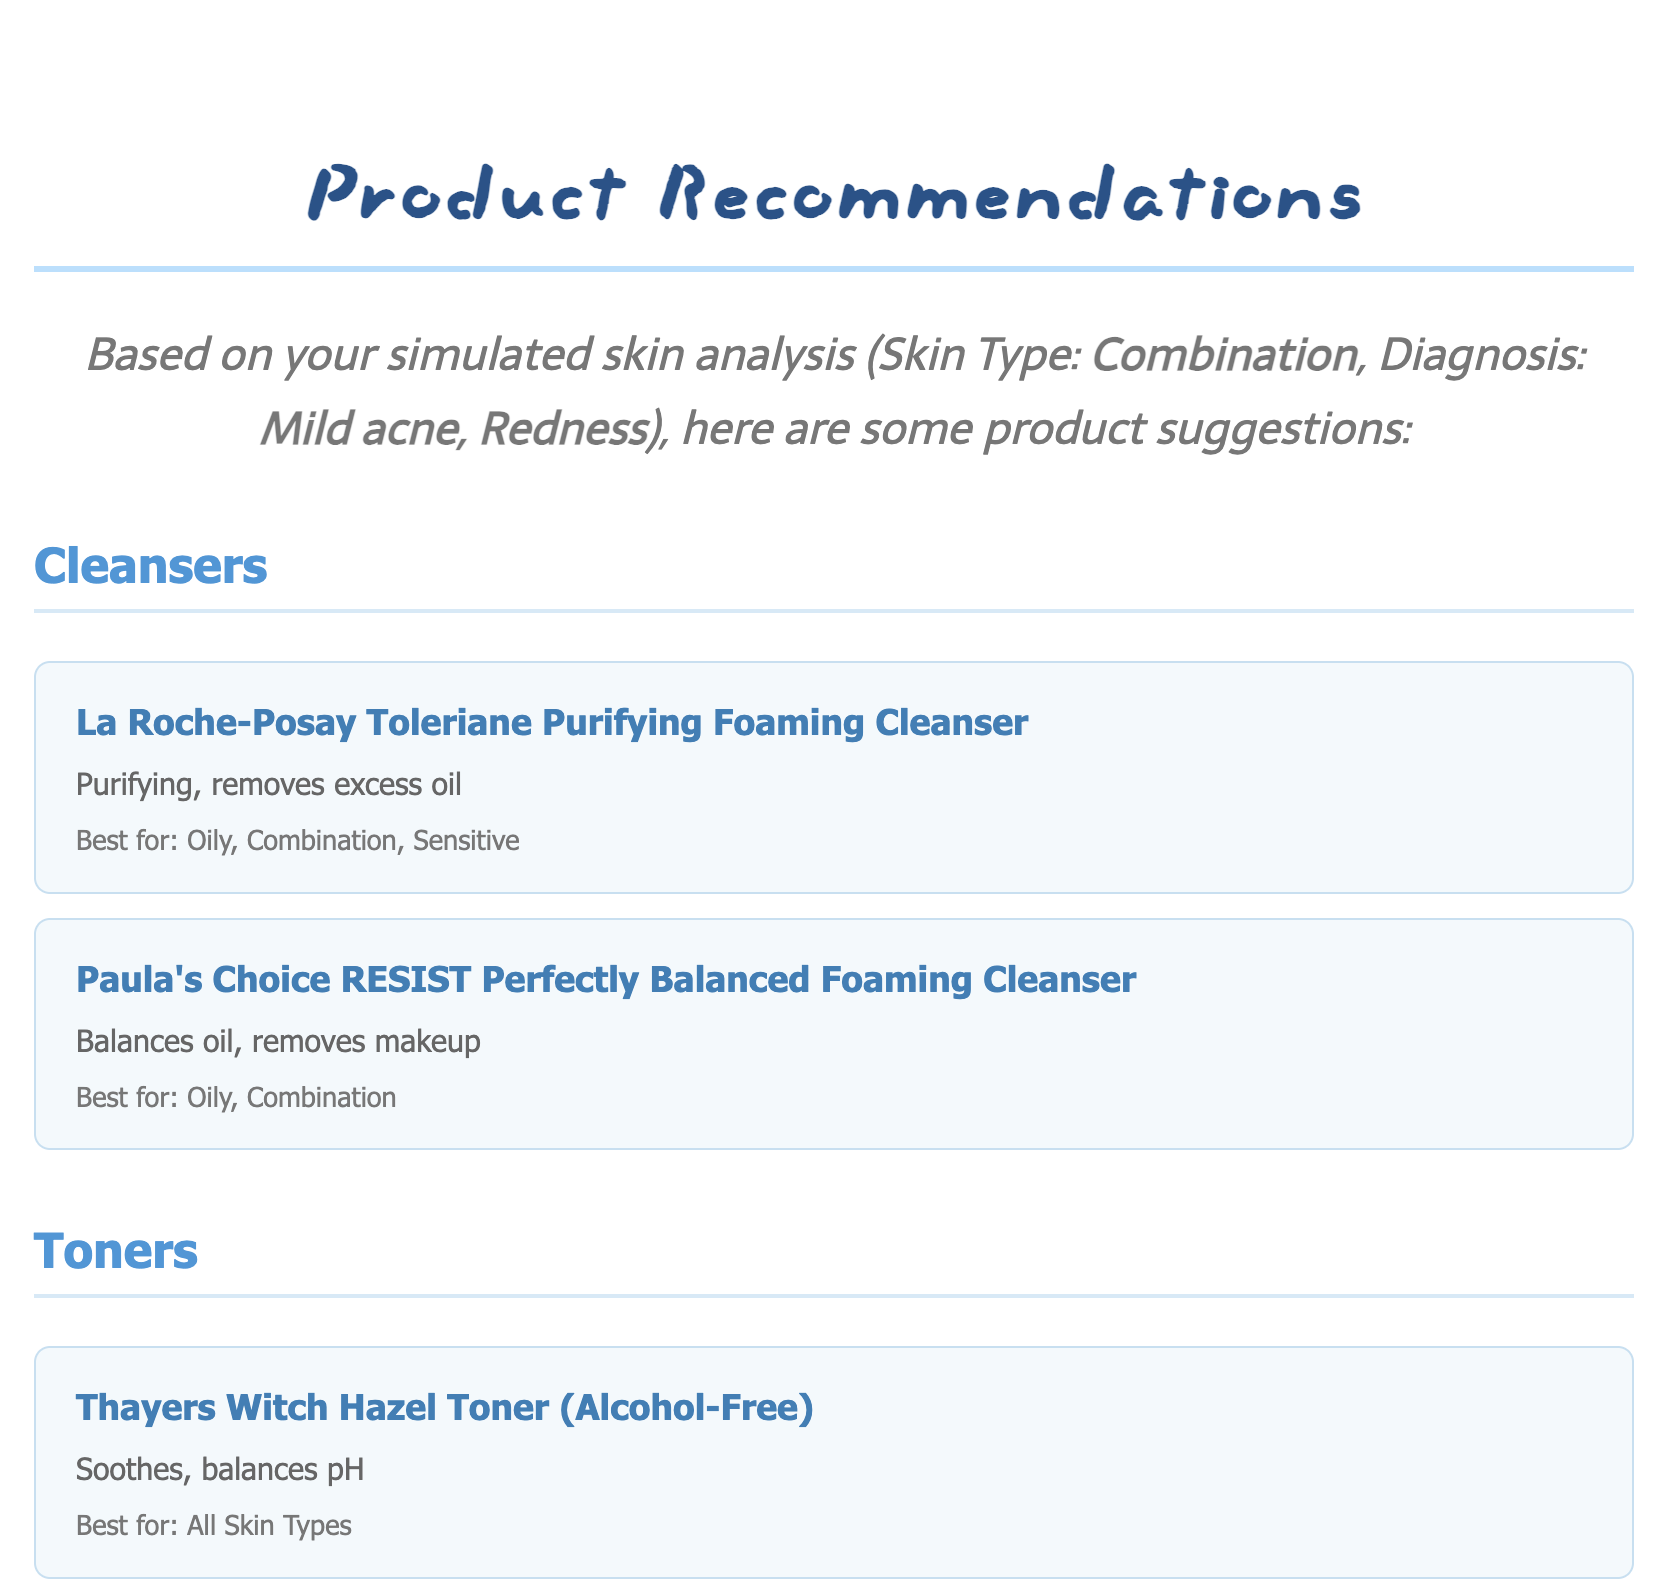 Product Recommendations
Based on your simulated skin analysis (Skin Type: Combination, Diagnosis:
Mild acne, Redness), here are some product suggestions:
Cleansers
La Roche-Posay Toleriane Purifying Foaming Cleanser
Purifying, removes excess oil
Best for: Oily, Combination, Sensitive
Paula's Choice RESIST Perfectly Balanced Foaming Cleanser
Balances oil, removes makeup
Best for: Oily, Combination
Toners
Thayers Witch Hazel Toner (Alcohol-Free)
Soothes, balances pH
Best for: All Skin Types